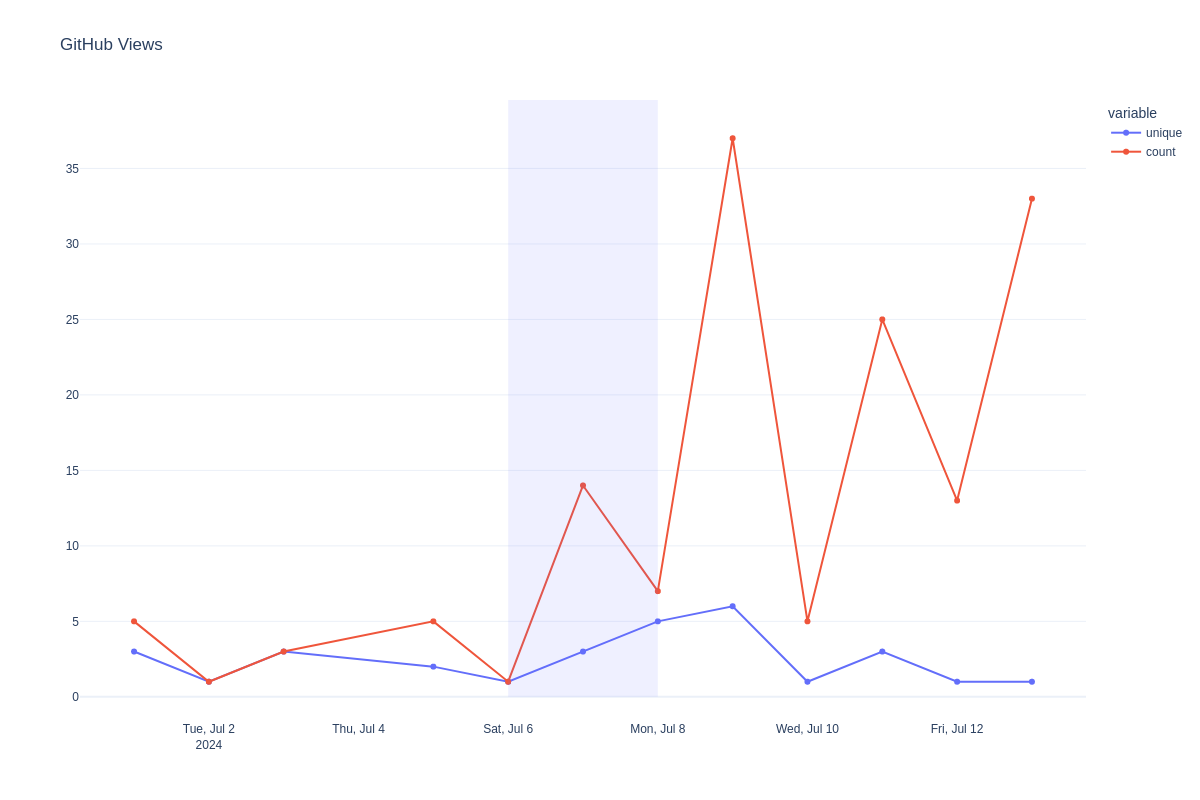 GitHub Views
variable
unique
count
35
30
25
20
15
10
5
0
Tue, Jul 2
2024
Thu, Jul 4
Sat, Jul 6
Mon, Jul 8
Wed, Jul 10
Fri, Jul 12